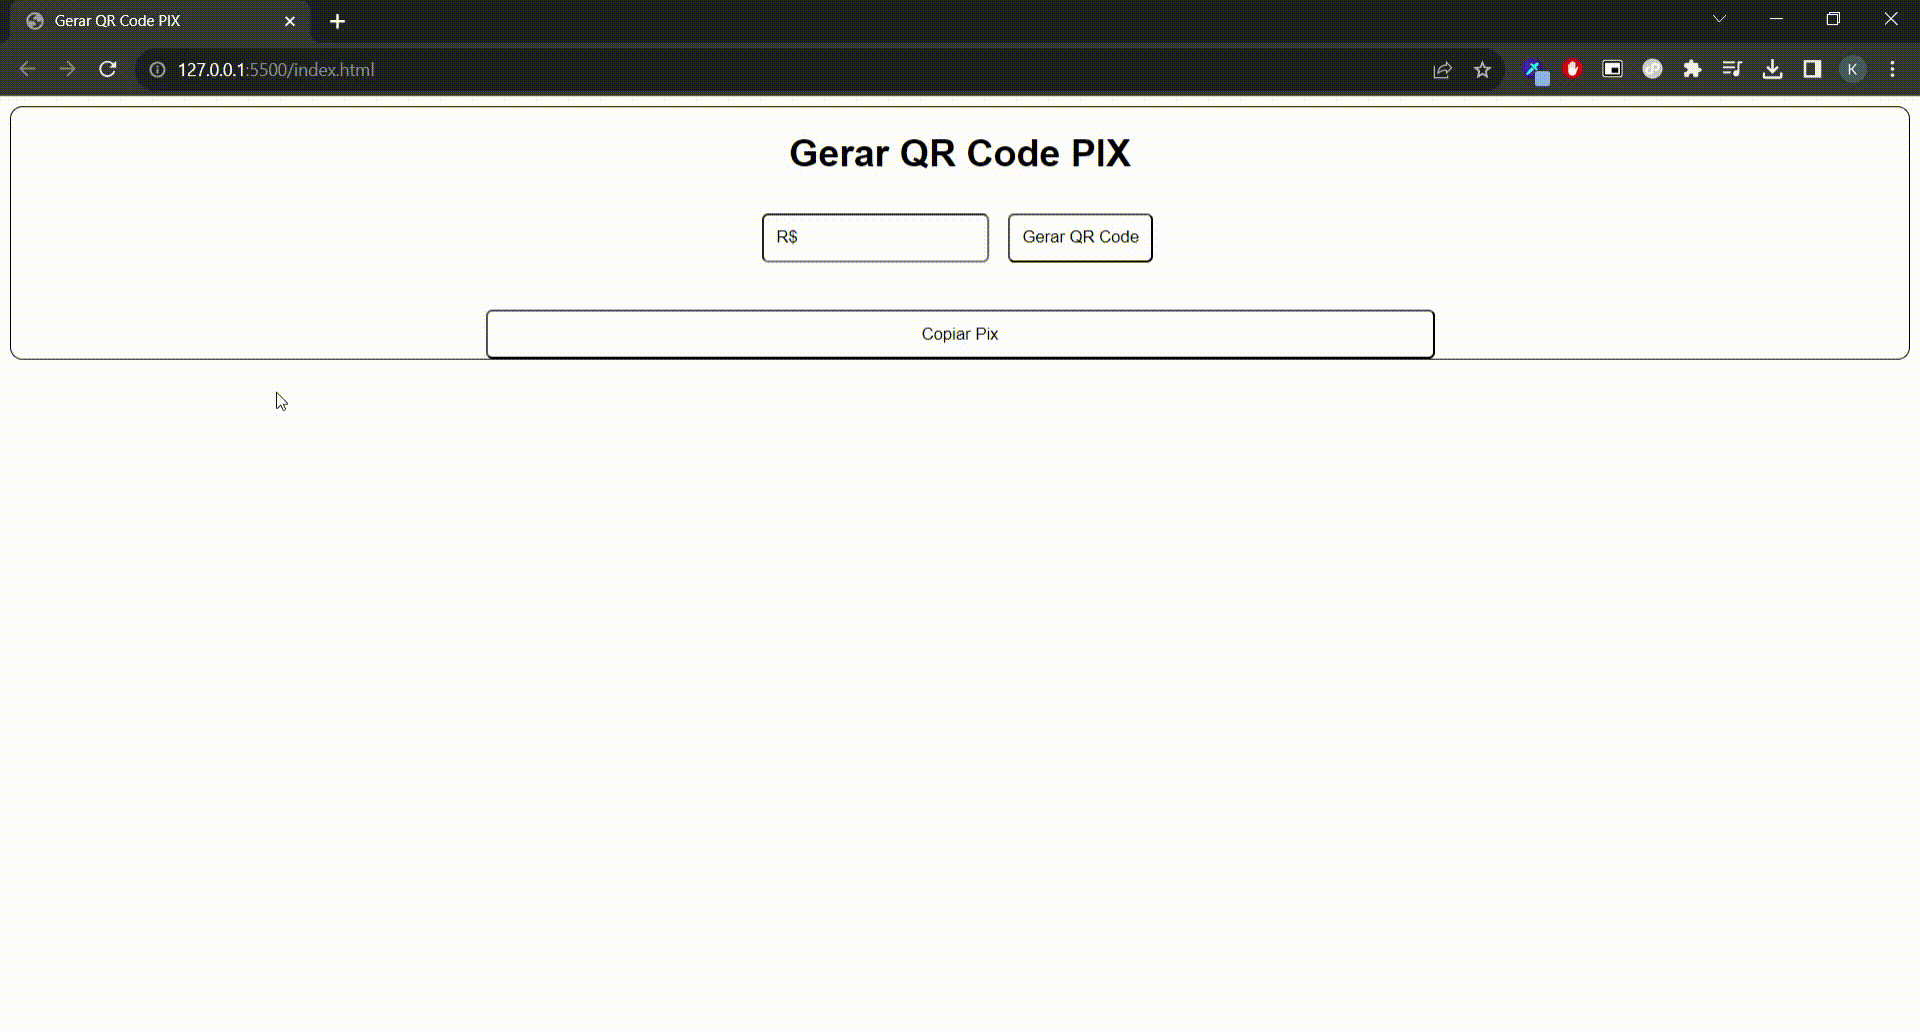 Gerar QR Code PIX
127.0.0.1:5500/index.html
K
Gerar QR Code PIX
R$
Gerar QR Code
Copiar Pix